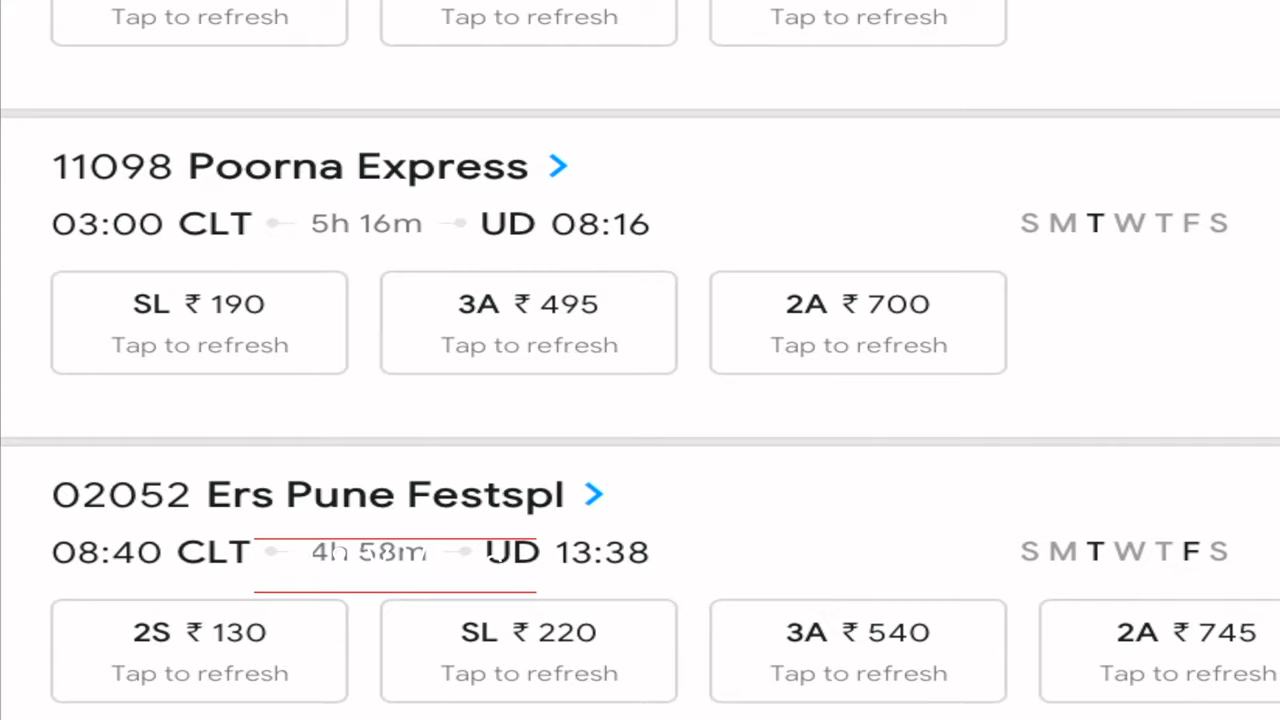 Tap to refresh Tap to refresh Tap to refresh
11098 Poorna Express
03:00 CLT 5h 16m UD 08:16 S M T W T F S
SL ₹ 190 3A ₹ 495 2A ₹ 700
Tap to refresh Tap to refresh Tap to refresh
02052 Ers Pune Festspl
08:40 CLT 4h 58m UD 13:38 S M T W T F S
2S ₹ 130 SL ₹ 220 3A ₹ 540 2A ₹ 745
Tap to refresh Tap to refresh Tap to refresh Tap to refresh